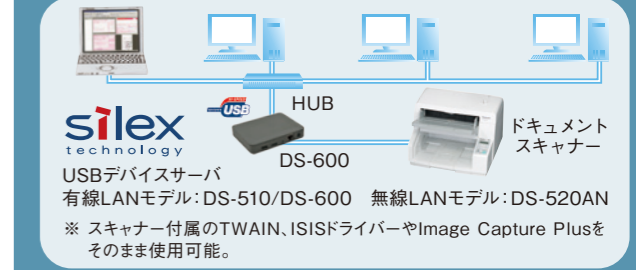 USB
HUB
silex
technology
DS-600
ドキュメント
スキャナー
USBデバイスサーバ
有線LANモデル：DS-510/DS-600 無線LANモデル：DS-520AN
※ スキャナー付属のTWAIN、ISISドライバーやImage Capture Plusを
そのまま使用可能。